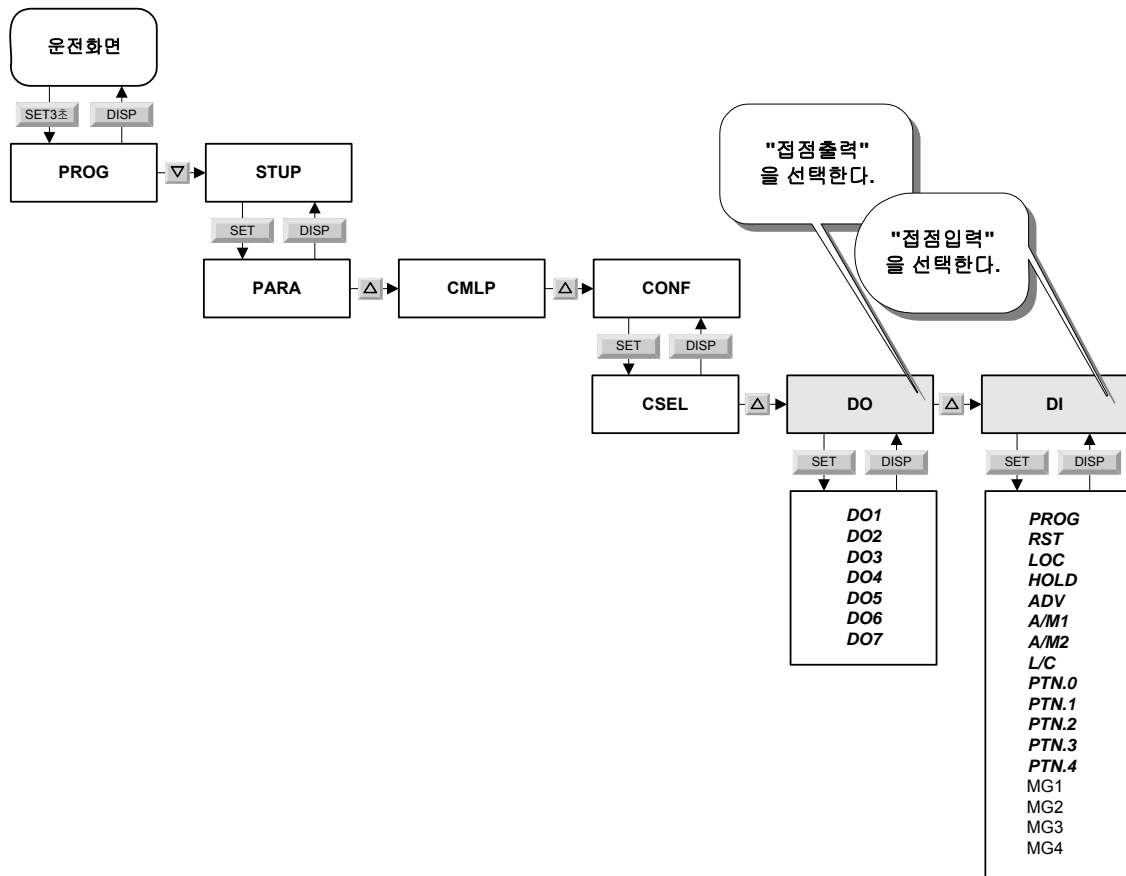 운전화면
SET3초
DISP
PROG
▽
STUP
SET
DISP
PARA
△
CMLP
△
CONF
SET
DISP
CSEL
△
DO
△
DI
"접점출력"
을 선택한다.
"접점입력"
을 선택한다.
SET
DISP
SET
DISP
DO1
DO2
DO3
DO4
DO5
DO6
DO7
PROG
RST
LOC
HOLD
ADV
A/M1
A/M2
L/C
PTN.0
PTN.1
PTN.2
PTN.3
PTN.4
MG1
MG2
MG3
MG4